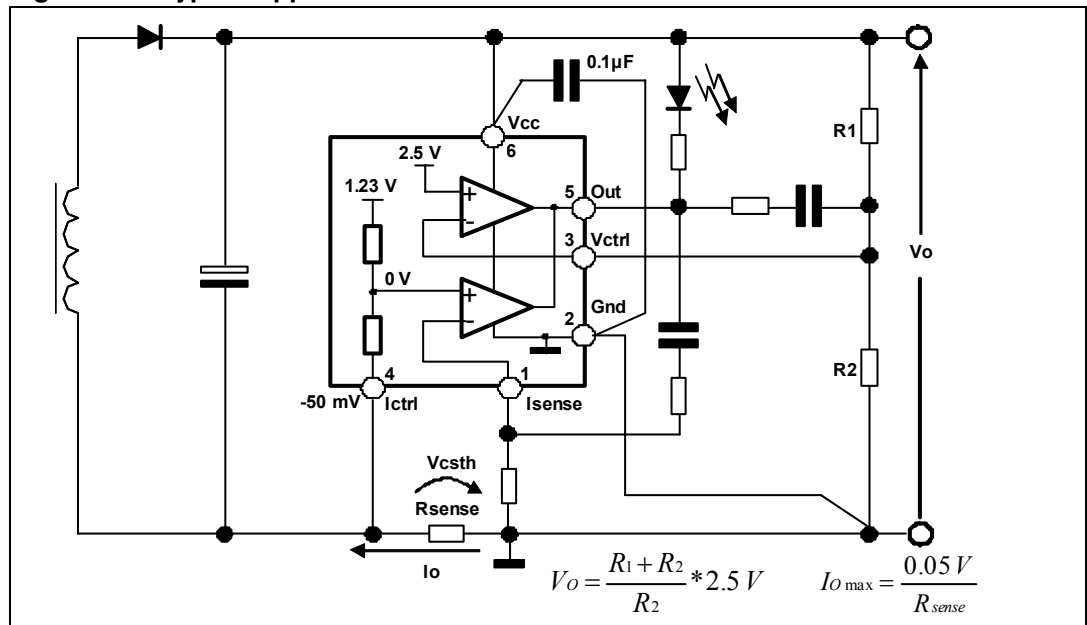 0.1µF
Vcc
6
R1
2.5 V
1.23 V
+
-
5
Out
3
Vctrl
Vo
0 V
+
-
Gnd
2
R2
4
1
-50 mV
Ictrl
Isense
Vcsth
Rsense
Io
VO = R1 + R2 / R2 * 2.5 V
IO max = 0.05 V / R sense